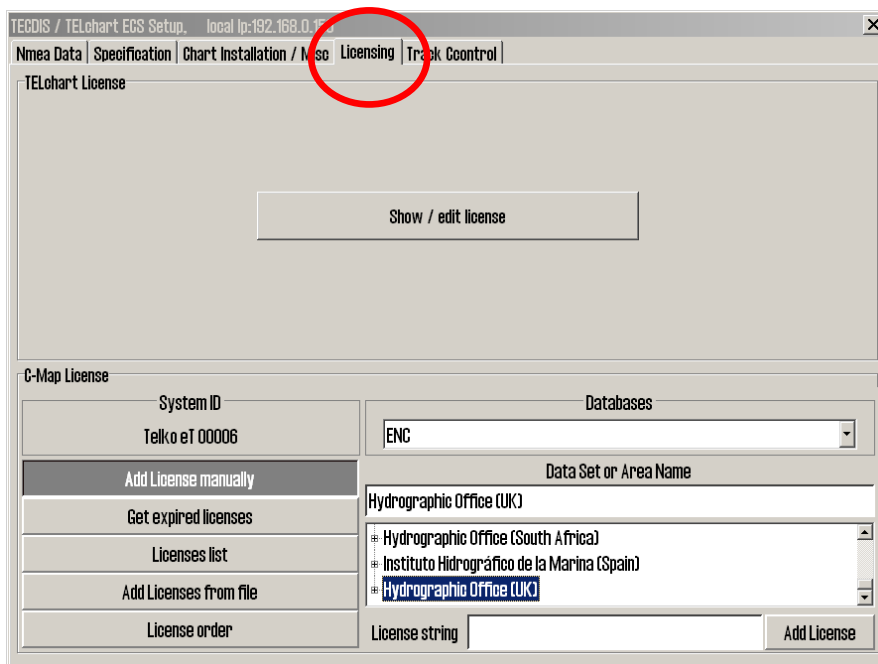 TECDIS / TELchart ECS Setup, local Ip:192.168.0.150
Nmea Data Specification Chart Installation / Misc Licensing Track Ccontrol
TELchart License
Show / edit license
C-Map License
System ID
Telko eT 00006
Add License manually
Get expired licenses
Licenses list
Add Licenses from file
License order
Databases
ENC
Data Set or Area Name
Hydrographic Office (UK)
Hydrographic Office (South Africa)
Instituto Hidrográfico de la Marina (Spain)
Hydrographic Office (UK)
License string
Add License